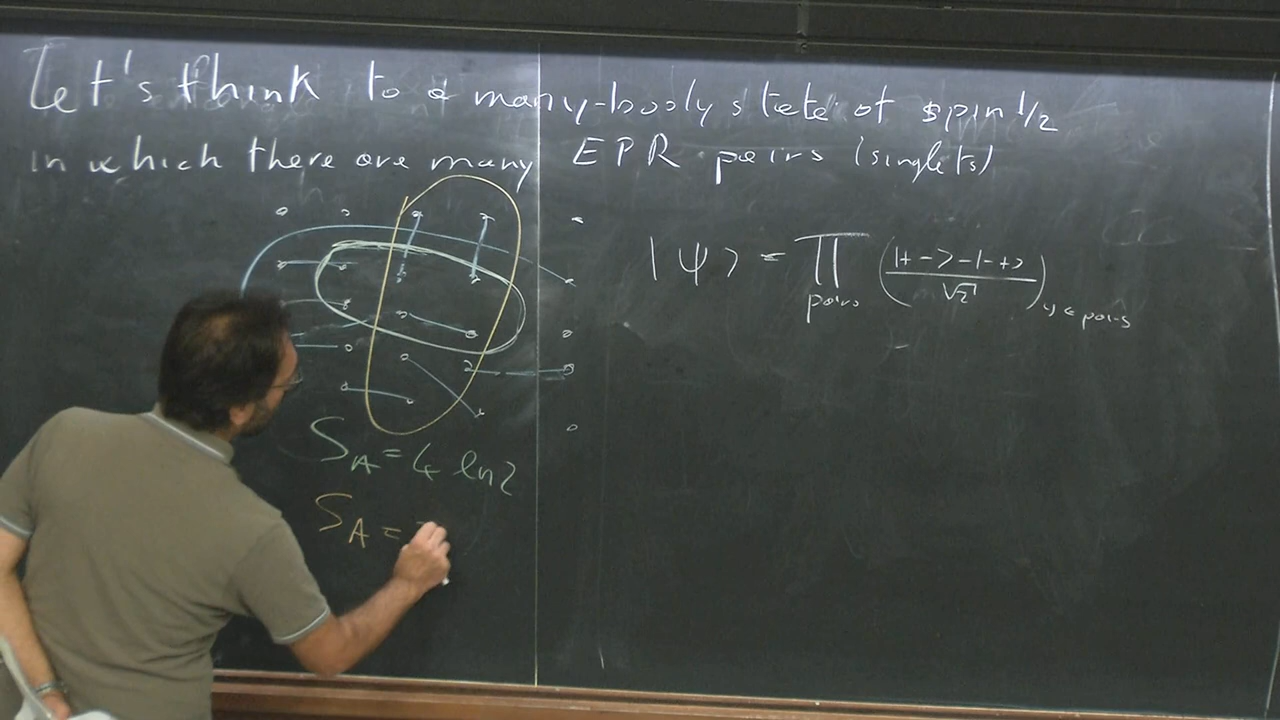 Let's think to a many-body state of spin 1/2
in which there are many EPR pairs (singlets)
|ψ> = ∏ pairs ( |+-> - |-+> / √2 ) ij ∈ pairs
S_A = 4 ln2
S_A =